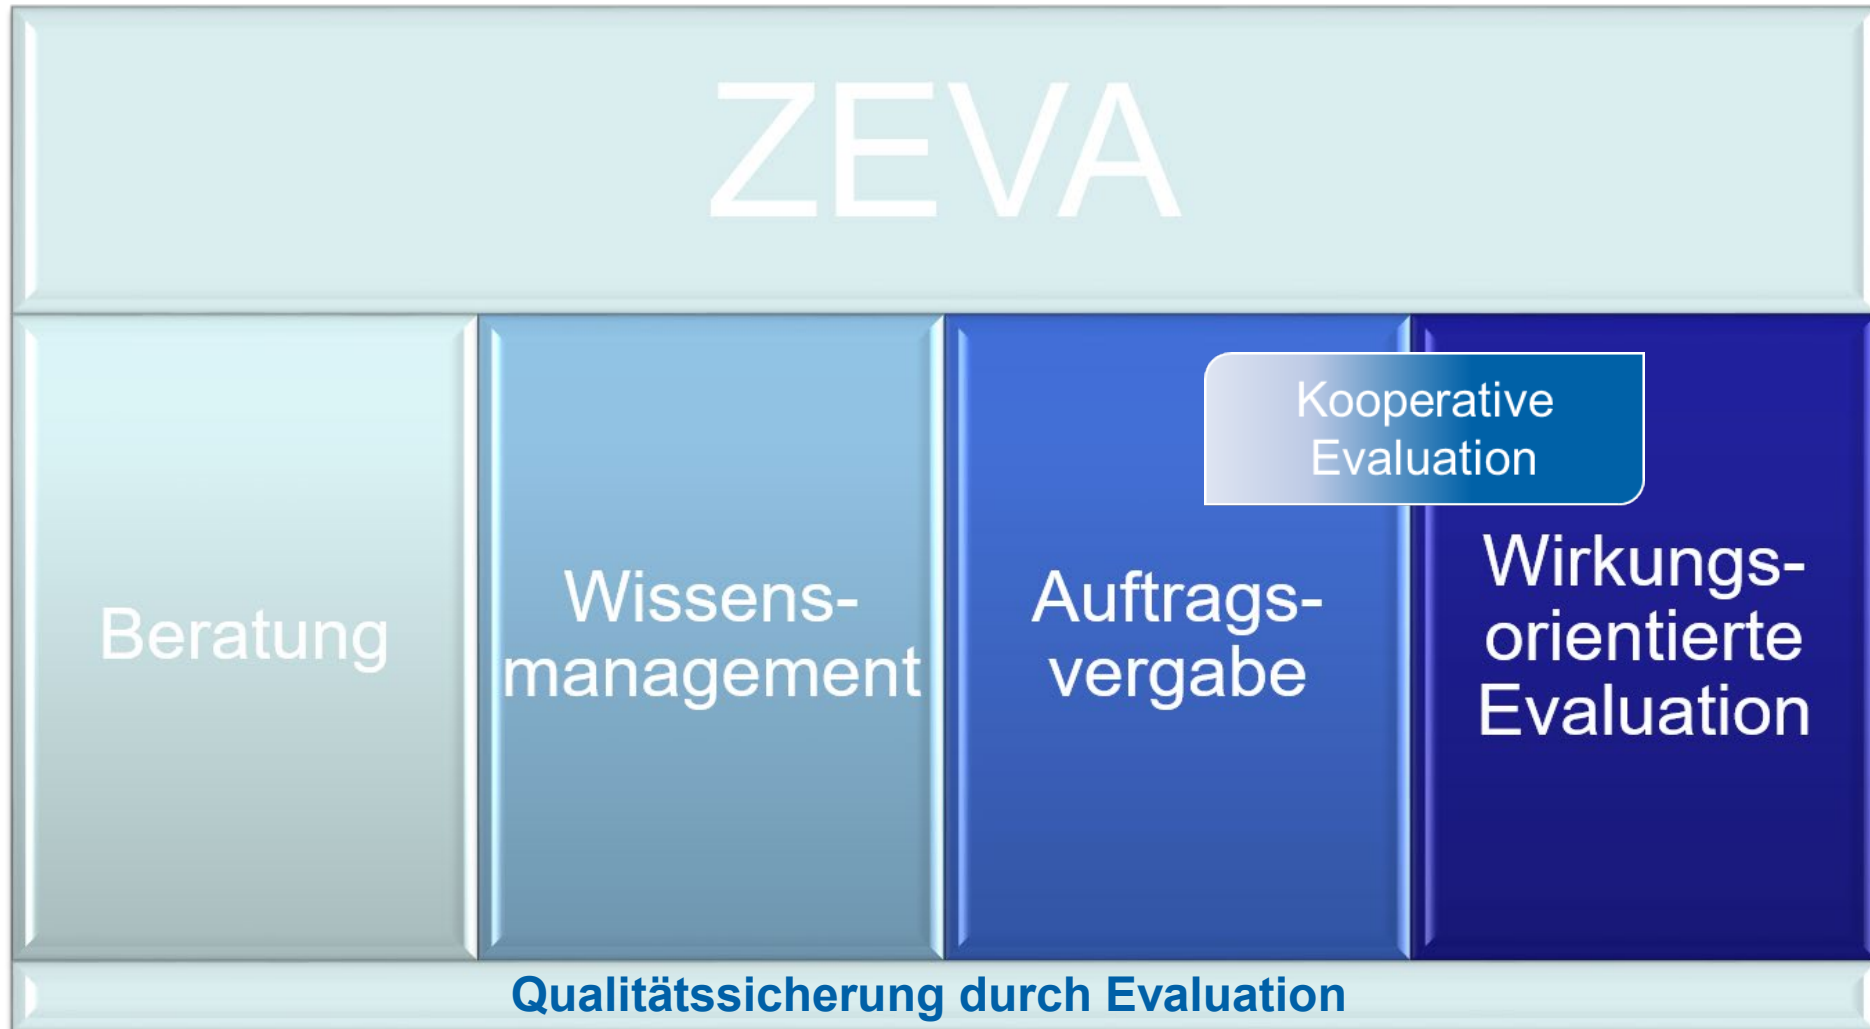 ZEVA
Beratung
Wissens-
management
Auftrags-
vergabe
Kooperative
Evaluation
Wirkungs-
orientierte
Evaluation
Qualitätssicherung durch Evaluation